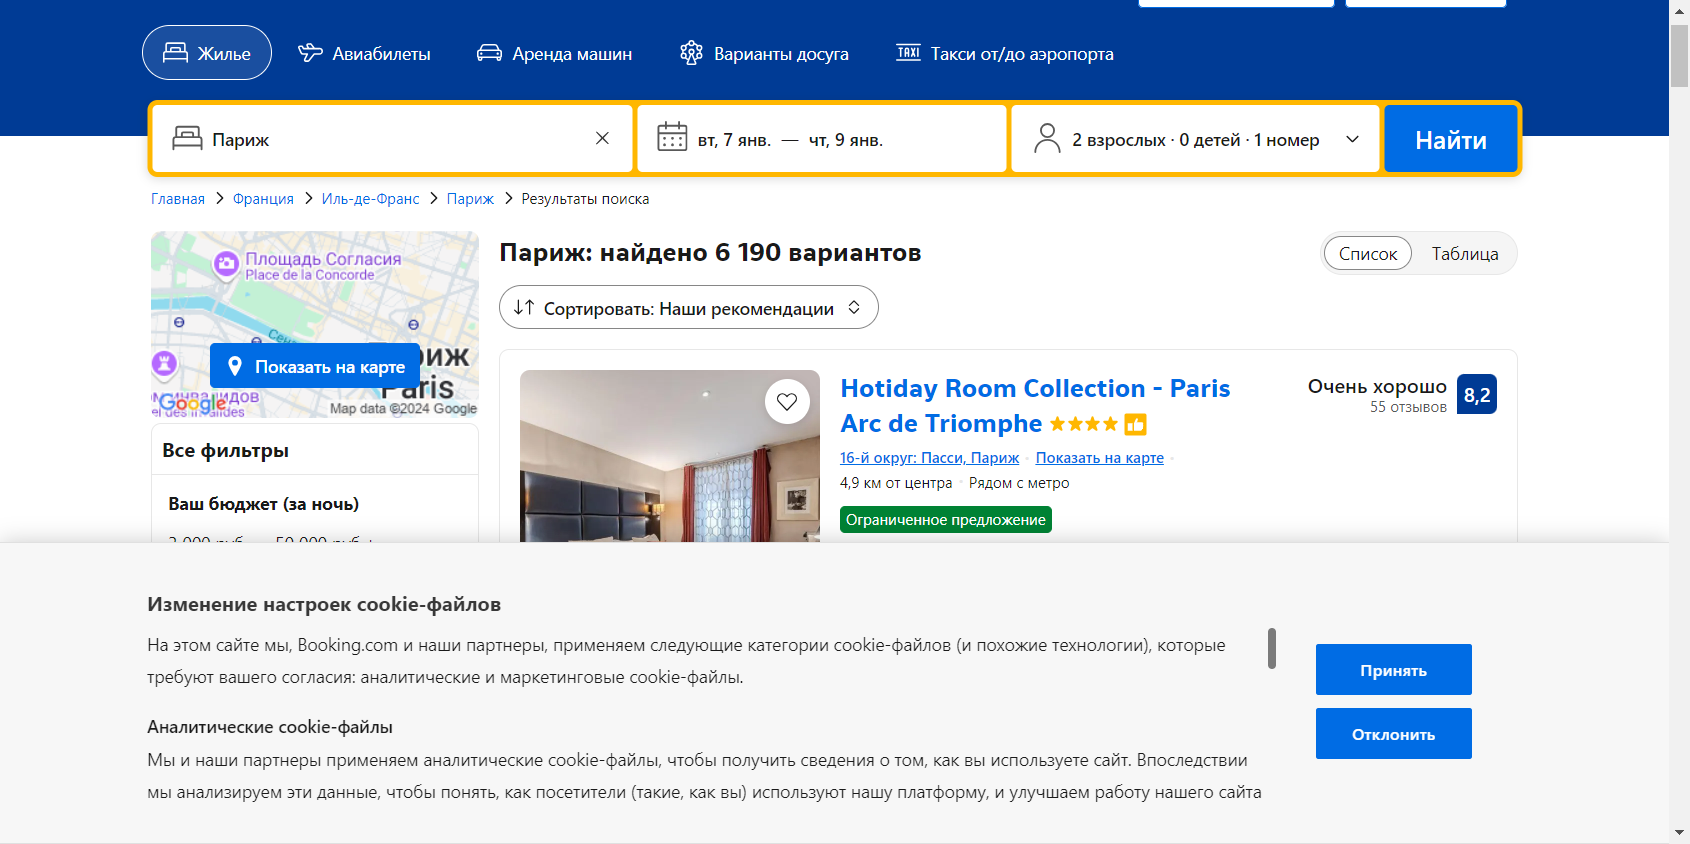 Жилье
Авиабилеты
Аренда машин
Варианты досуга
TAXI
Такси от/до аэропорта
Париж
вт, 7 янв. — чт, 9 янв.
2 взрослых · 0 детей · 1 номер
Найти
Главная > Франция > Иль-де-Франс > Париж > Результаты поиска
Площадь Согласия
Place de la Concorde
Показать на карте
Paris
Google
Map data ©2024 Google
Париж: найдено 6 190 вариантов
Список
Таблица
Сортировать: Наши рекомендации
Все фильтры
Ваш бюджет (за ночь)
Hotiday Room Collection - Paris
Arc de Triomphe
Очень хорошо
55 отзывов
8,2
16-й округ: Пасси, Париж · Показать на карте
4,9 км от центра · Рядом с метро
Ограниченное предложение
Изменение настроек cookie-файлов
На этом сайте мы, Booking.com и наши партнеры, применяем следующие категории cookie-файлов (и похожие технологии), которые
требуют вашего согласия: аналитические и маркетинговые cookie-файлы.
Аналитические cookie-файлы
Мы и наши партнеры применяем аналитические cookie-файлы, чтобы получить сведения о том, как вы используете сайт. Впоследствии
мы анализируем эти данные, чтобы понять, как посетители (такие, как вы) используют нашу платформу, и улучшаем работу нашего сайта
Принять
Отклонить